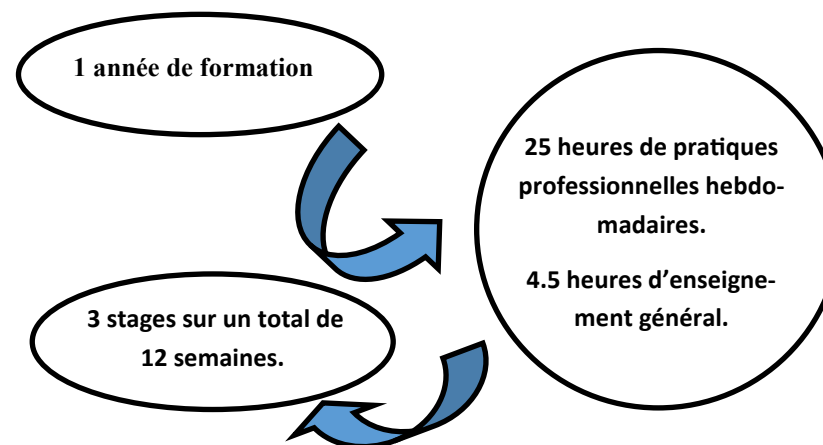 1 année de formation
25 heures de pratiques
professionnelles hebdo-
madaires.
4.5 heures d’enseigne-
ment général.
3 stages sur un total de
12 semaines.